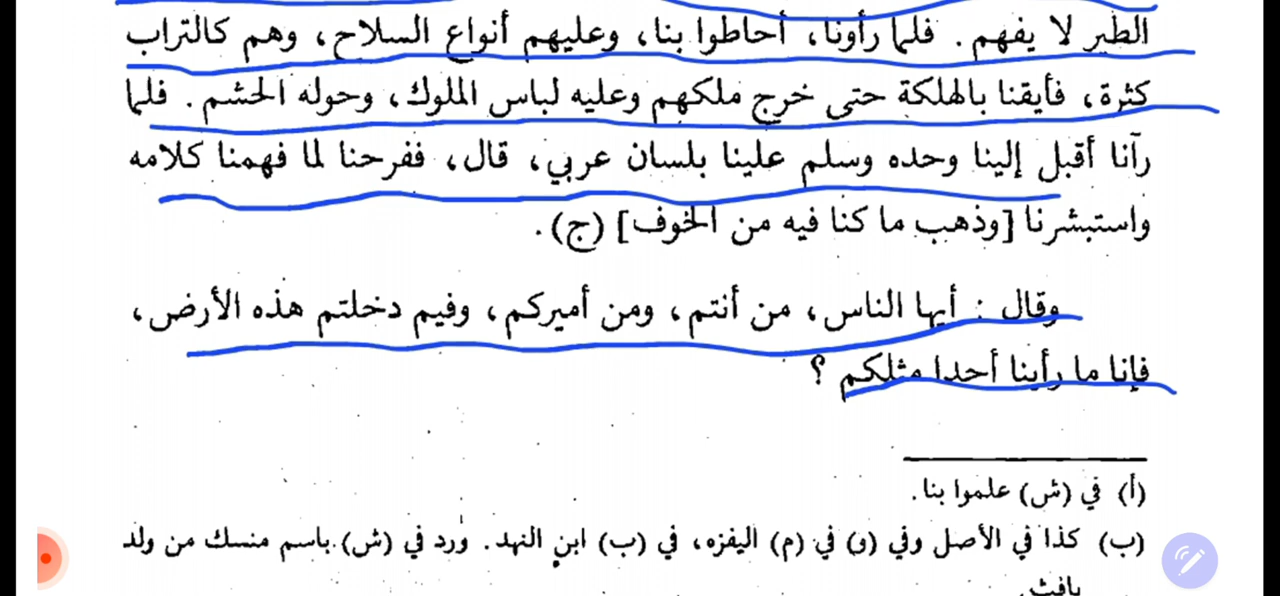 الطير لا يفهم. فلما رأونا، أحاطوا بنا، وعليهم أنواع السلاح، وهم كالتراب
كثرة، فأيقنا بالهلكة حتى خرج ملكهم وعليه لباس الملوك، وحوله الحشم. فلما
رآنا أقبل إلينا وحده وسلم علينا بلسان عربي، قال، ففرحنا لما فهمنا كلامه
واستبشرنا [وذهب ما كنا فيه من الخوف] (ج).
وقال : أيها الناس، من أنتم، ومن أميركم، وفيم دخلتم هذه الأرض،
فإنا ما رأينا أحدا مثلكم ؟
(أ) في (ش) علموا بنا.
(ب) كذا في الأصل وفي (و) في (م) اليفزه، في (ب) ابن النهد. ورد في (ش) باسم منسك من ولد
يافث.